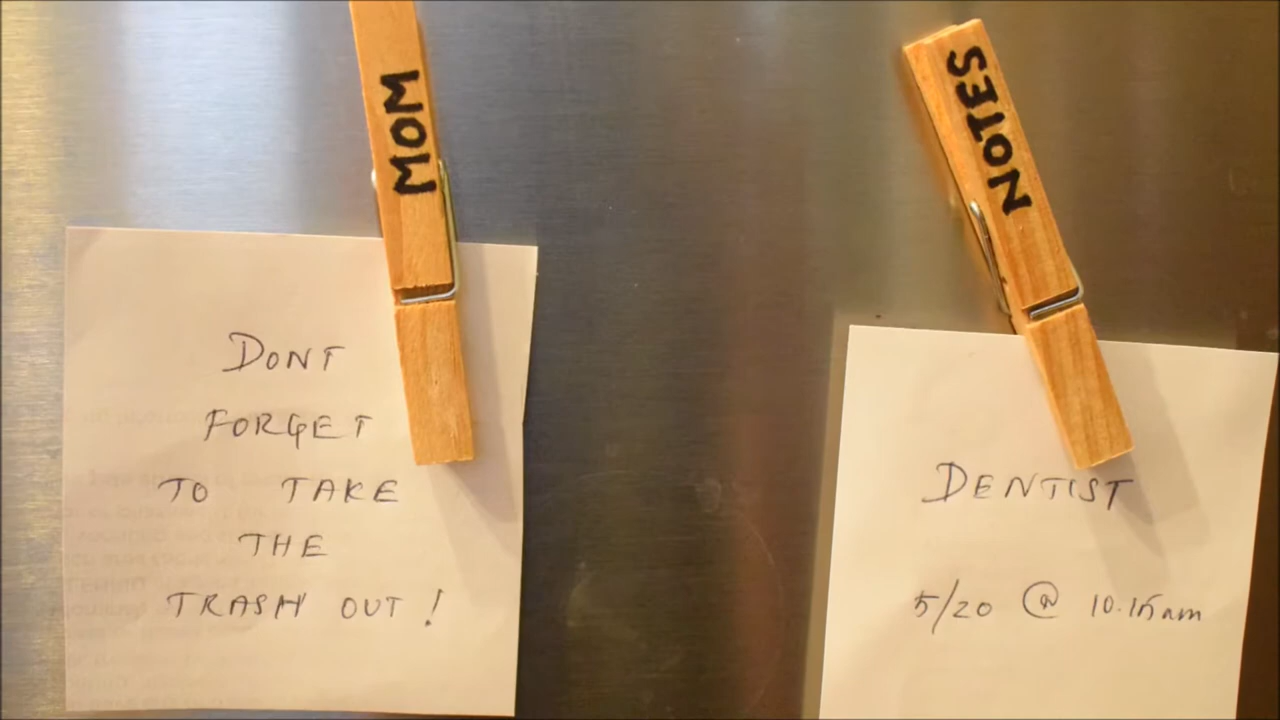 MOM
DONT
FORGET
TO TAKE
THE
TRASH OUT!
NOTES
DENTIST
5/20 @ 10.15am